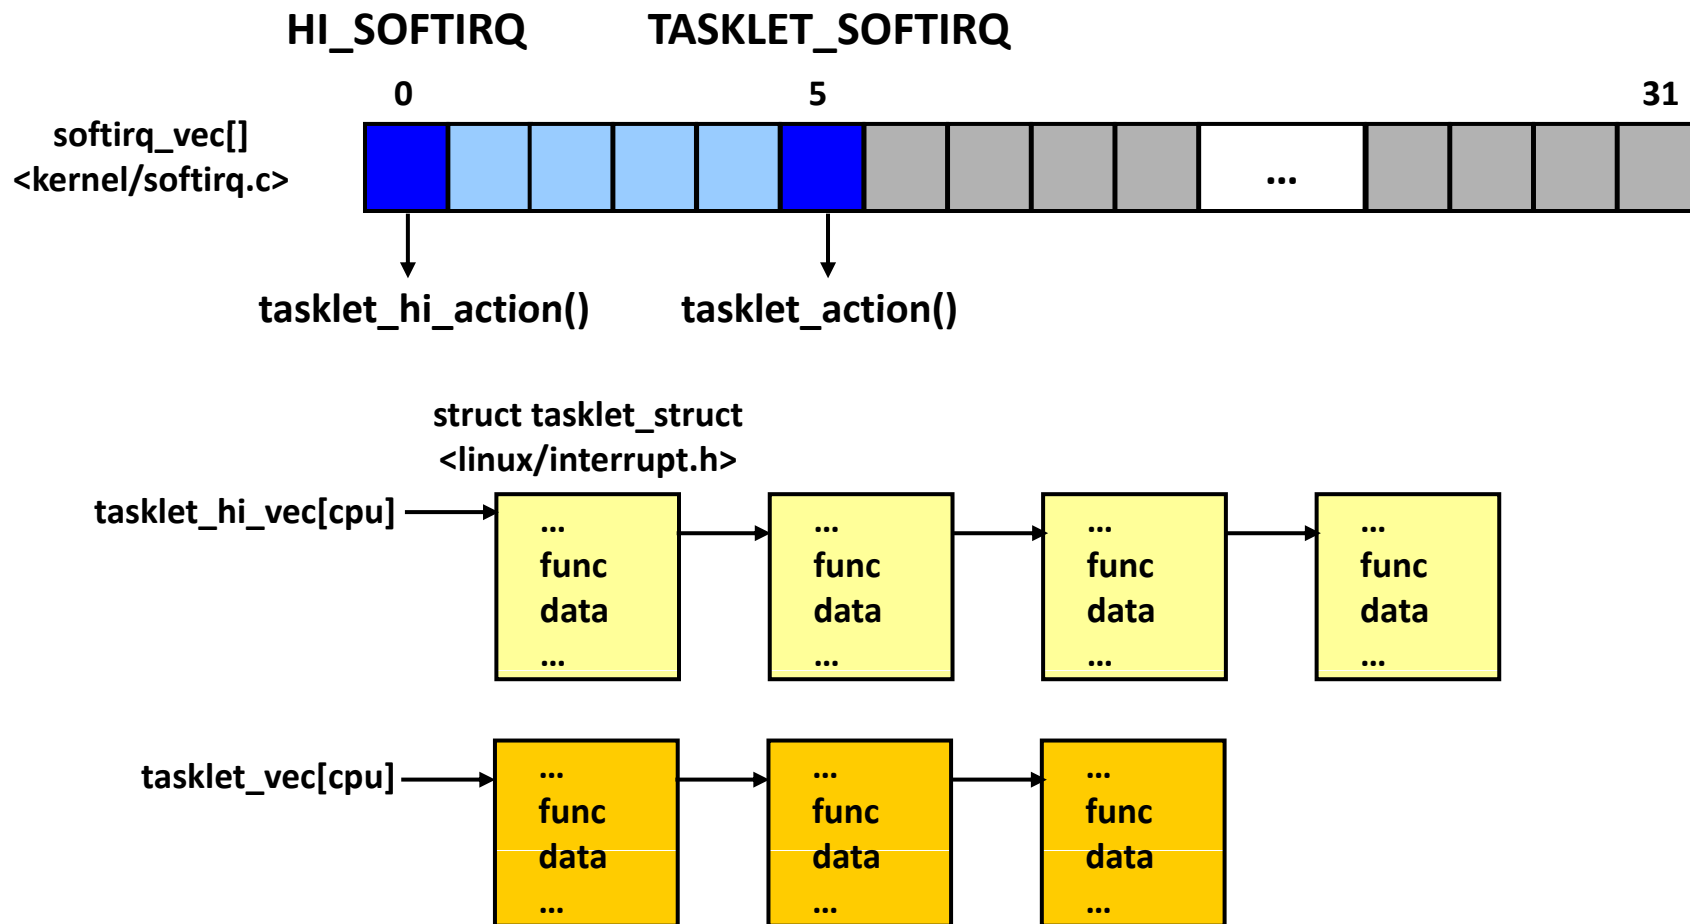 HI_SOFTIRQ TASKLET_SOFTIRQ
0 5 31
softirq_vec[]
<kernel/softirq.c>
...
tasklet_hi_action() tasklet_action()
struct tasklet_struct
<linux/interrupt.h>
tasklet_hi_vec[cpu]
... ... ... ...
func func func func
data data data data
... ... ... ...
tasklet_vec[cpu]
... ... ...
func func func
data data data
... ... ...